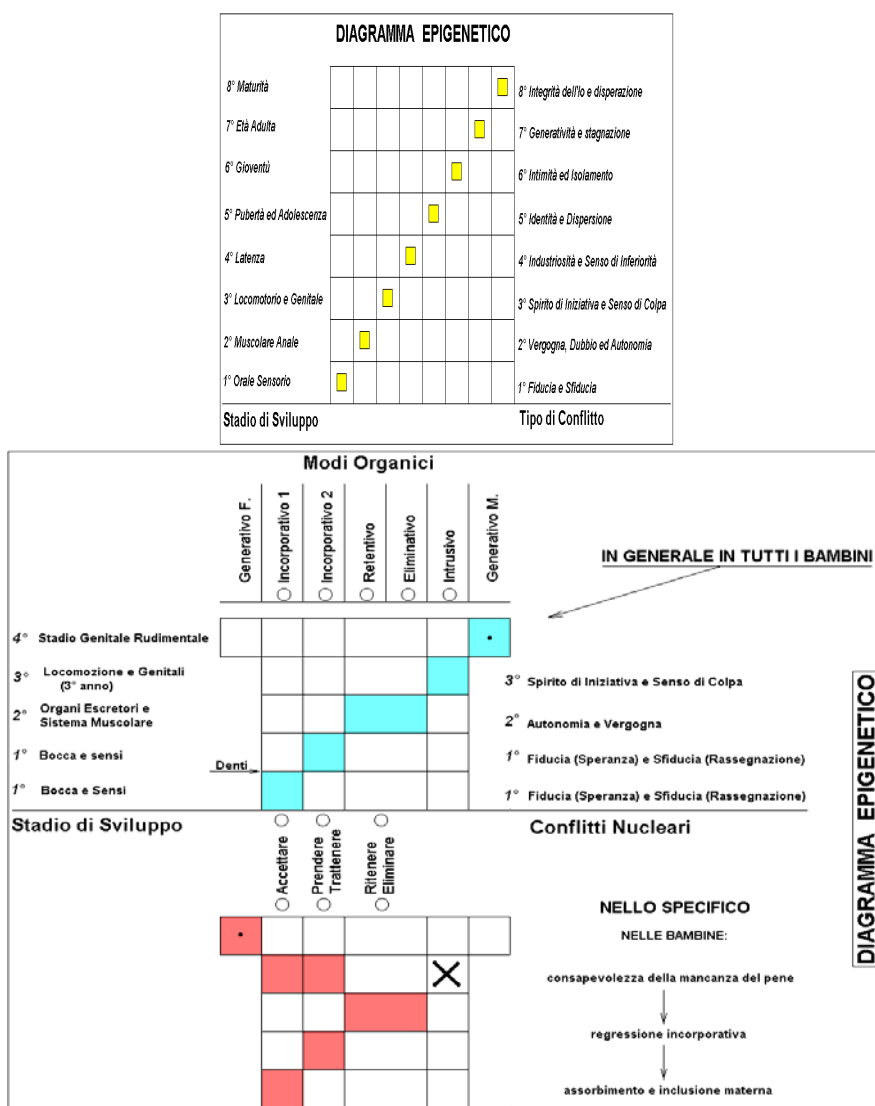 DIAGRAMMA EPIGENETICO
8° Maturità
8° Integrità dell'Io e disperazione
7° Età Adulta
7° Generatività e stagnazione
6° Gioventù
6° Intimità ed Isolamento
5° Pubertà ed Adolescenza
5° Identità e Dispersione
4° Latenza
4° Industriosità e Senso di Inferiorità
3° Locomotorio e Genitale
3° Spirito di Iniziativa e Senso di Colpa
2° Muscolare Anale
2° Vergogna, Dubbio ed Autonomia
1° Orale Sensorio
1° Fiducia e Sfiducia
Stadio di Sviluppo
Tipo di Conflitto
Modi Organici
Generativo F.
Incorporativo 1
Incorporativo 2
Retentivo
Eliminativo
Intrusivo
Generativo M.
IN GENERALE IN TUTTI I BAMBINI
4° Stadio Genitale Rudimentale
3° Locomozione e Genitali
(3° anno)
3° Spirito di Iniziativa e Senso di Colpa
2° Organi Escretori e
Sistema Muscolare
2° Autonomia e Vergogna
1° Bocca e sensi
1° Fiducia (Speranza) e Sfiducia (Rassegnazione)
Denti
1° Bocca e Sensi
1° Fiducia (Speranza) e Sfiducia (Rassegnazione)
Stadio di Sviluppo
Conflitti Nucleari
Accettare
Prendere
Trattenere
Ritenere
Eliminare
DIAGRAMMA EPIGENETICO
NELLO SPECIFICO
NELLE BAMBINE:
consapevolezza della mancanza del pene
regressione incorporativa
assorbimento e inclusione materna